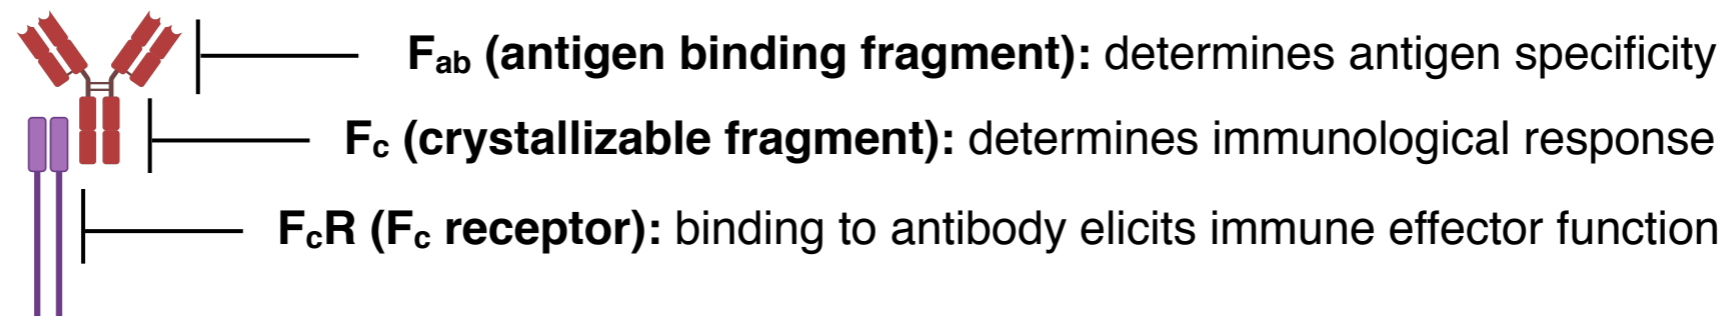 Fab (antigen binding fragment): determines antigen specificity
Fc (crystallizable fragment): determines immunological response
FcR (Fc receptor): binding to antibody elicits immune effector function